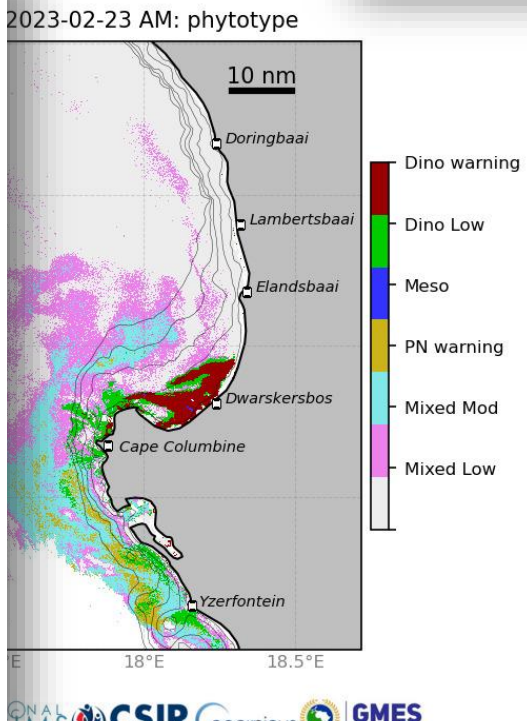 2023-02-23 AM: phytotype
10 nm
Doringbaai
Lambertsbaai
Elandsbaai
Dwarskersbos
Cape Columbine
Yzerfontein
Dino warning
Dino Low
Meso
PN warning
Mixed Mod
Mixed Low
°E
18°E
18.5°E
CSIR
GMES